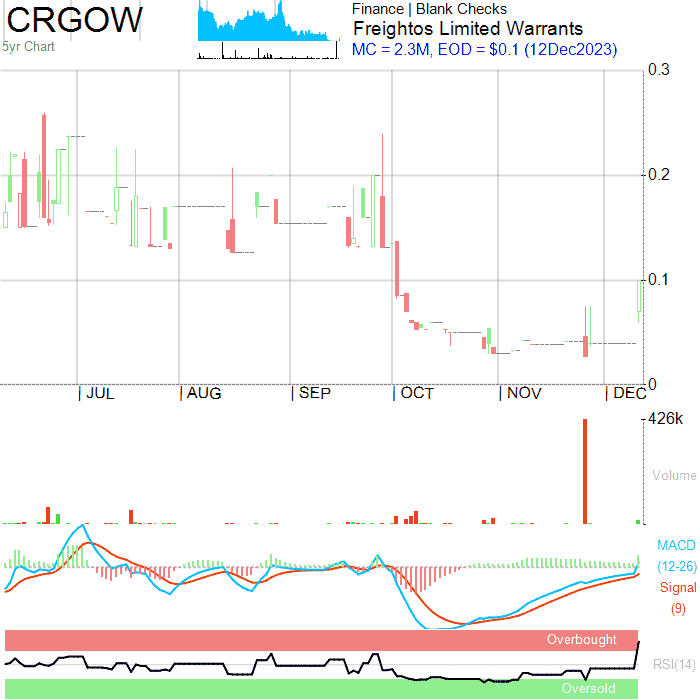 CRGOW
5yr Chart
Finance | Blank Checks
Freightos Limited Warrants
MC = 2.3M, EOD = $0.1 (12Dec2023)
0.3
0.2
0.1
0
| JUL | AUG | SEP | OCT | NOV | DEC
426k
Volume
MACD
(12-26)
Signal
(9)
Overbought
RSI(14)
Oversold